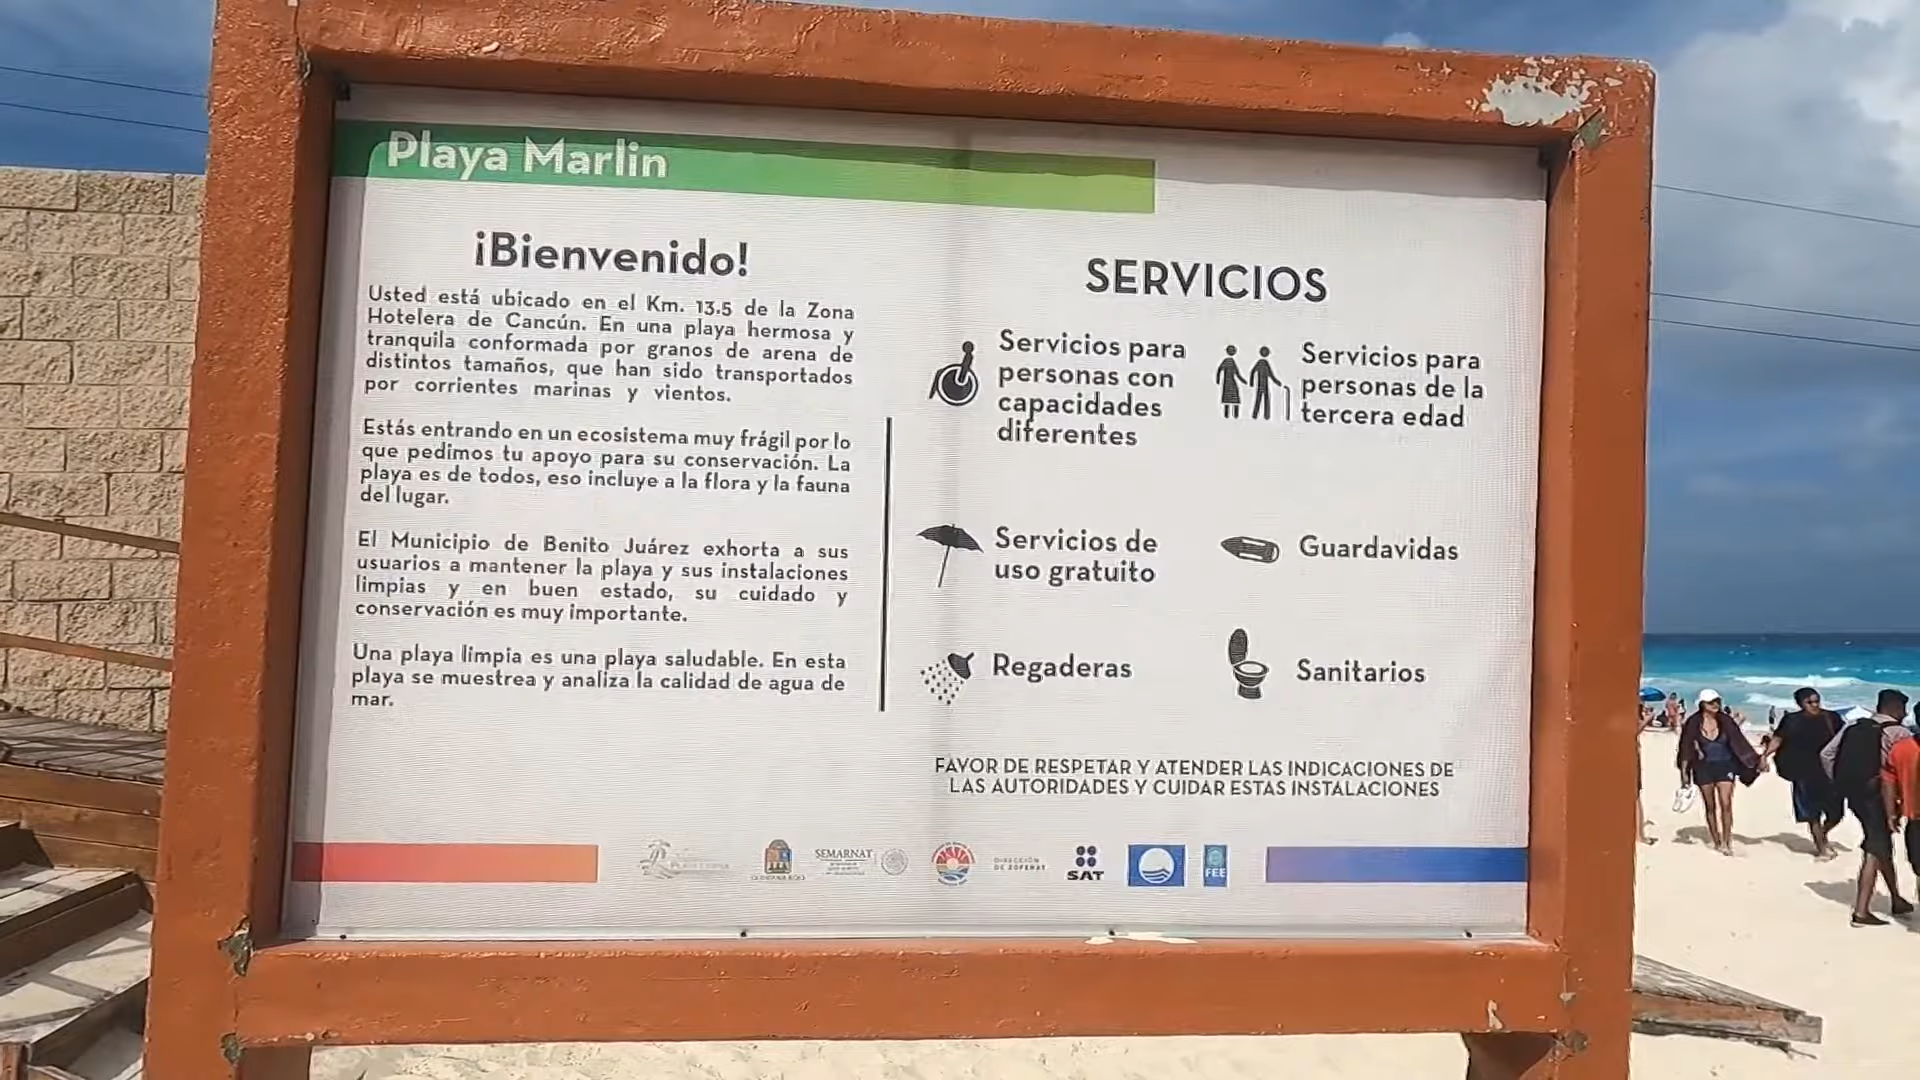 Playa Marlin
¡Bienvenido!
Usted está ubicado en el Km. 13.5 de la Zona
Hotelera de Cancún. En una playa hermosa y
tranquila conformada por granos de arena de
distintos tamaños, que han sido transportados
por corrientes marinas y vientos.
Estás entrando en un ecosistema muy frágil por lo
que pedimos tu apoyo para su conservación. La
playa es de todos, eso incluye a la flora y la fauna
del lugar.
El Municipio de Benito Juárez exhorta a sus
usuarios a mantener la playa y sus instalaciones
limpias y en buen estado, su cuidado y
conservación es muy importante.
Una playa limpia es una playa saludable. En esta
playa se muestrea y analiza la calidad de agua de
mar.
SERVICIOS
Servicios para
personas con
capacidades
diferentes
Servicios para
personas de la
tercera edad
Servicios de
uso gratuito
Guardavidas
Regaderas
Sanitarios
FAVOR DE RESPETAR Y ATENDER LAS INDICACIONES DE
LAS AUTORIDADES Y CUIDAR ESTAS INSTALACIONES
SEMARNAT
DIRECCIÓN
DE ZOFEMAT
SAT
FEE